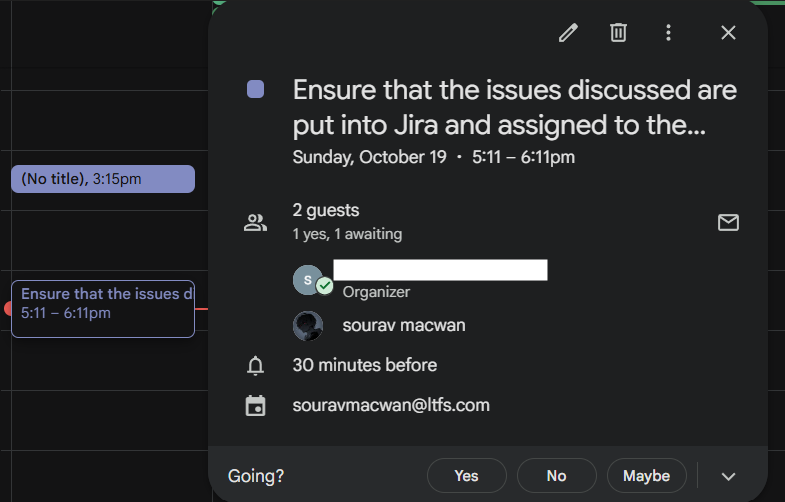 (No title), 3:15pm
Ensure that the issues d
5:11 – 6:11pm
Ensure that the issues discussed are
put into Jira and assigned to the...
Sunday, October 19 • 5:11 – 6:11pm
2 guests
1 yes, 1 awaiting
S
Organizer
sourav macwan
30 minutes before
souravmacwan@ltfs.com
Going?
Yes
No
Maybe